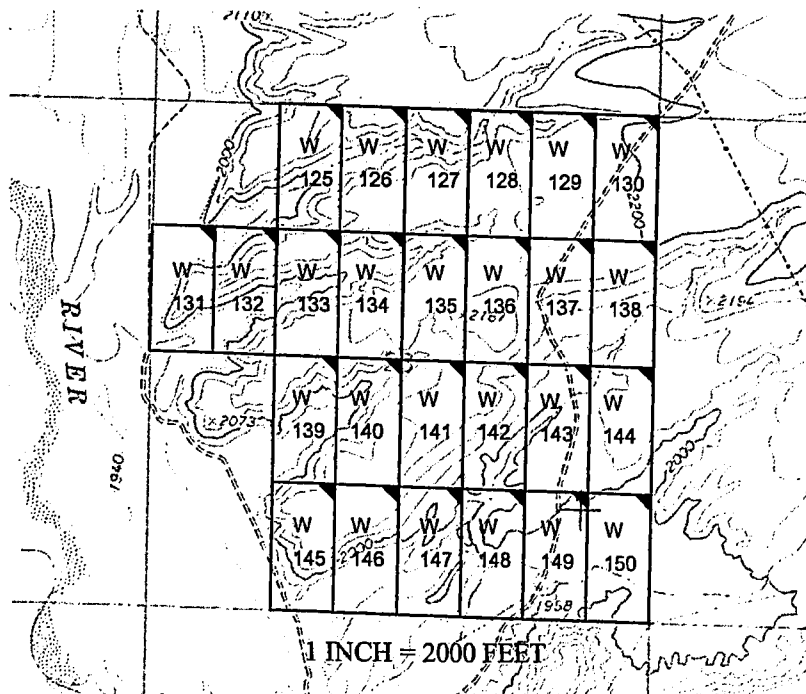 2110
W 125 W 126 W 127 W 128 W 129 W 130
2000
2200
W 131 W 132 W 133 W 134 W 135 W 136 W 137 W 138
x 2167
x 2184
RIVER
W 139 W 140 W 141 W 142 W 143 W 144
x 2073
1940
2000
W 145 W 146 W 147 W 148 W 149 W 150
2000
1958
1 INCH = 2000 FEET